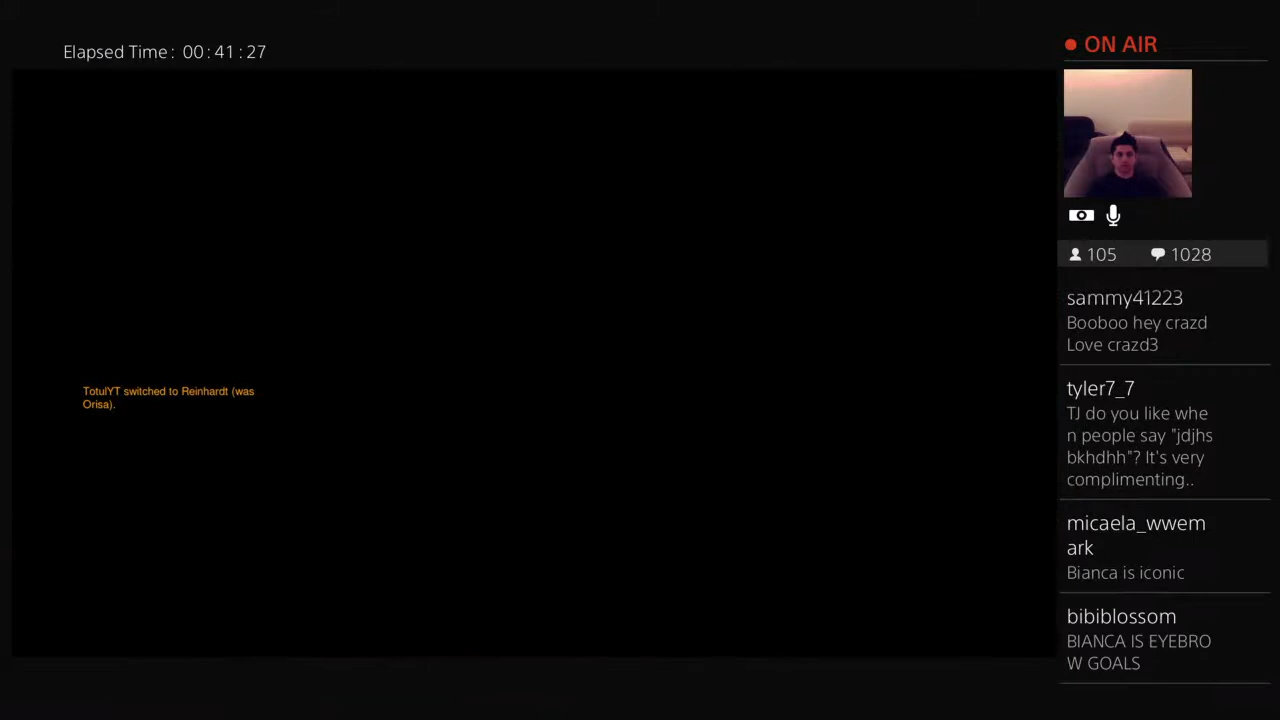 Elapsed Time: 00:41:27
ON AIR
105 1028
sammy41223
Booboo hey crazd
Love crazd3
tyler7_7
TJ do you like whe
n people say "jdjhs
bkhdhh"? It's very
complimenting..
micaela_wwem
ark
Bianca is iconic
bibiblossom
BIANCA IS EYEBRO
W GOALS
TotulYT switched to Reinhardt (was
Orisa).